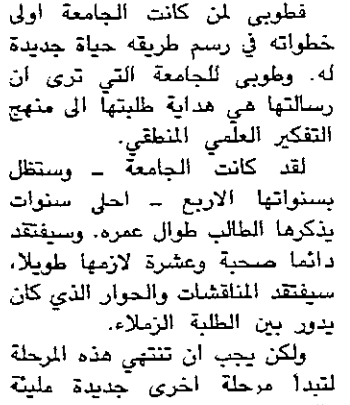 فطوبى لمن كانت الجامعة اولى
خطواته في رسم طريقه حياة جديدة
له. وطوبى للجامعة التي ترى ان
رسالتها هي هداية طلبتها الى منهج
التفكير العلمي المنطقي.
لقد كانت الجامعة – وستظل
بسنواتها الاربع – احلى سنوات
يذكرها الطالب طوال عمره. وسيفتقد
دائما صحبة وعشرة لازمها طويلا،
سيفتقد المناقشات والحوار الذي كان
يدور بين الطلبة الزملاء.
ولكن يجب ان تنتهي هذه المرحلة
لتبدأ مرحلة اخرى جديدة مليئة